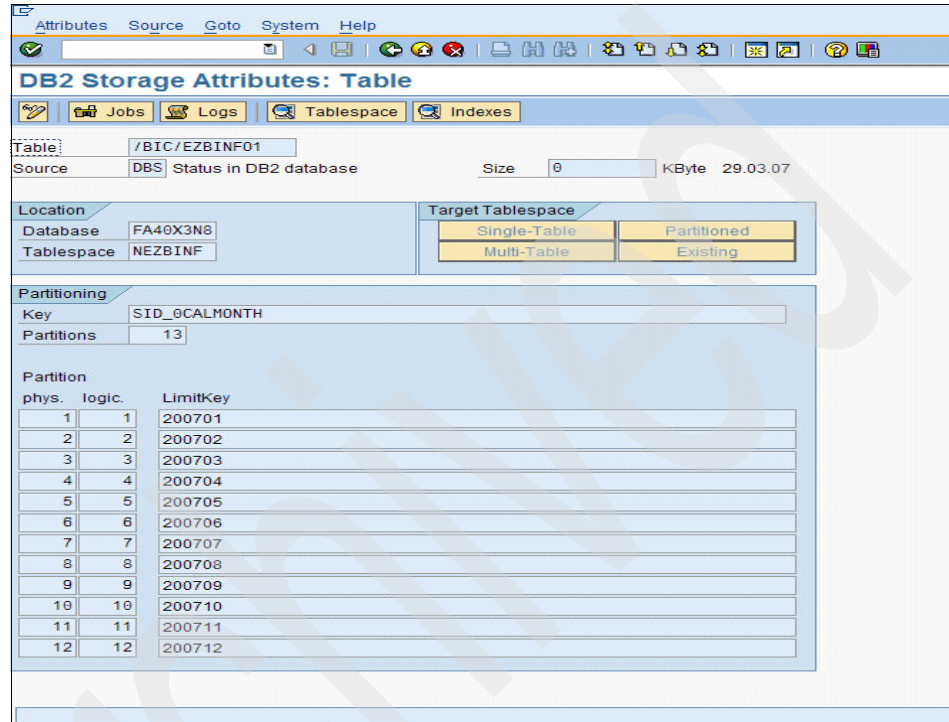 Attributes Source Goto System Help
DB2 Storage Attributes: Table
Jobs Logs Tablespace Indexes
Table /BIC/EZBINF01
Source DBS Status in DB2 database Size 0 KByte 29.03.07
Location Target Tablespace
Database FA40X3N8 Single-Table Partitioned
Tablespace NEZBINF Multi-Table Existing
Partitioning
Key SID_0CALMONTH
Partitions 13
Partition
phys. logic. LimitKey
1 1 200701
2 2 200702
3 3 200703
4 4 200704
5 5 200705
6 6 200706
7 7 200707
8 8 200708
9 9 200709
10 10 200710
11 11 200711
12 12 200712